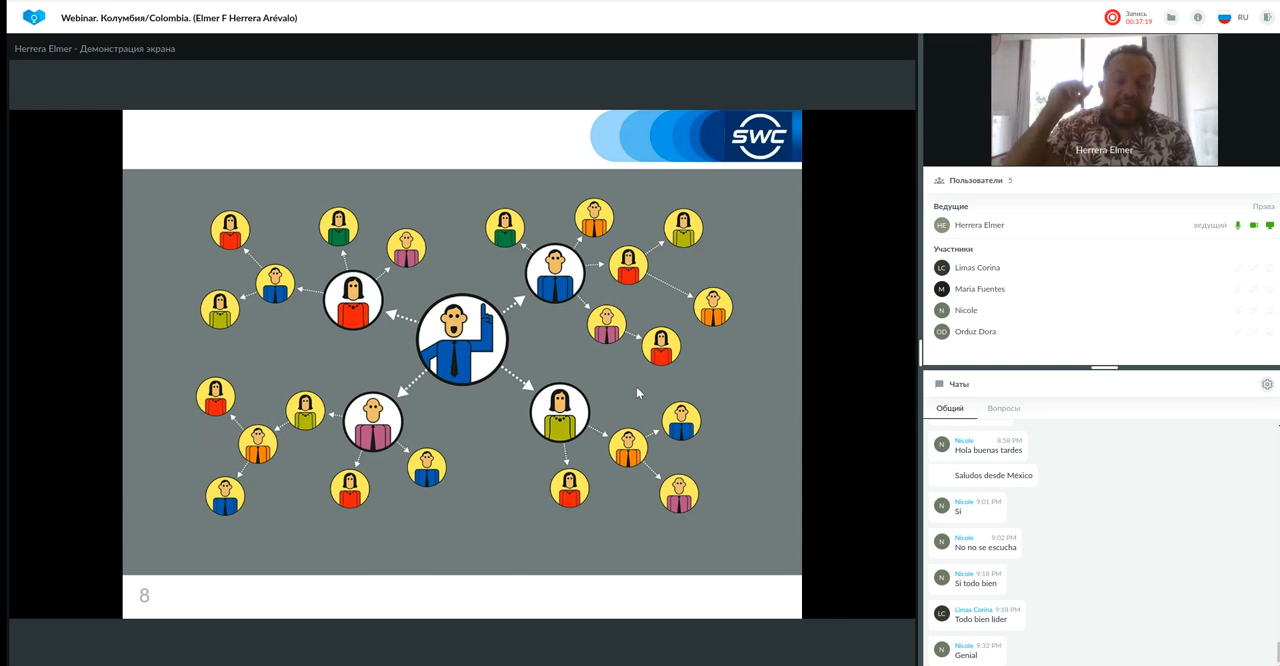 Webinar. Колумбия/Colombia. (Elmer F Herrera Arévalo)
Запись
00:37:19
RU
Herrera Elmer - Демонстрация экрана
SWC
8
Herrera Elmer
Пользователи 5
Ведущие Права
HE Herrera Elmer ведущий
Участники
LC Limas Corina
M Maria Fuentes
N Nicole
OD Orduz Dora
Чаты
Общий Вопросы
N Nicole 8:58 PM
Hola buenas tardes
Saludos desde México
N Nicole 9:01 PM
Si
N Nicole 9:02 PM
No no se escucha
N Nicole 9:18 PM
Si todo bien
LC Limas Corina 9:18 PM
Todo bien líder
N Nicole 9:33 PM
Genial